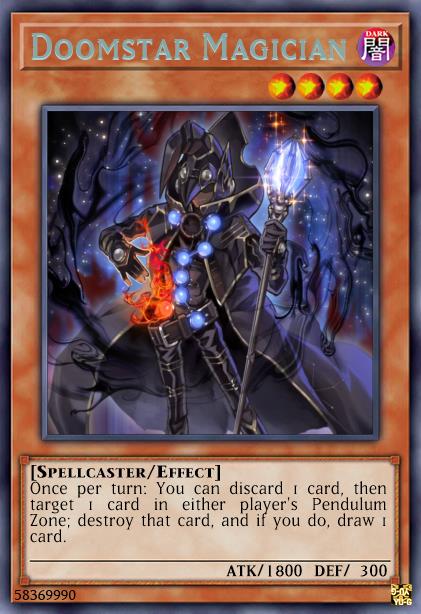 DOOMSTAR MAGICIAN
DARK
闇
[SPELLCASTER/EFFECT]
Once per turn: You can discard 1 card, then
target 1 card in either player's Pendulum
Zone; destroy that card, and if you do, draw 1
card.
ATK/1800 DEF/ 300
58369990